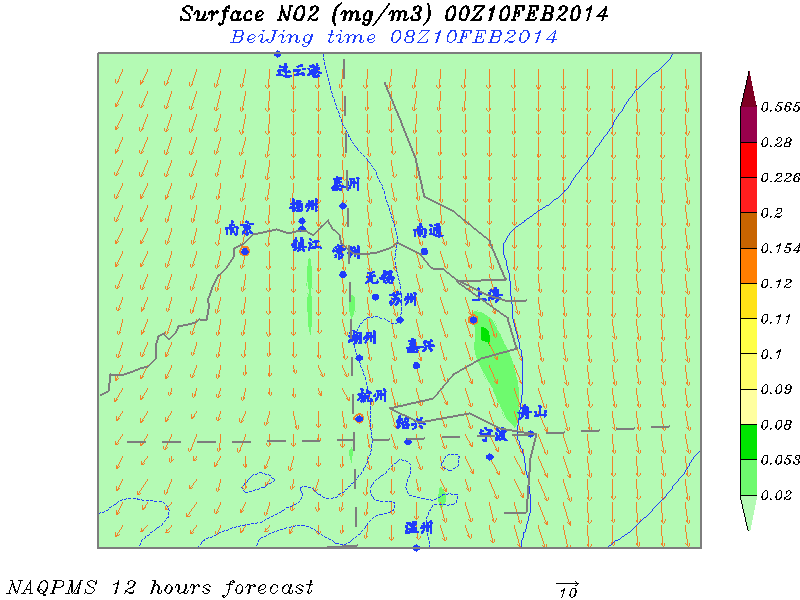 Surface NO2 (mg/m3) 00Z10FEB2014
BeiJing time 08Z10FEB2014
连云港
泰州
扬州
南京
镇江
常州
南通
无锡
苏州
上海
湖州
嘉兴
杭州
绍兴
舟山
宁波
温州
0.565
0.28
0.226
0.2
0.154
0.12
0.11
0.1
0.09
0.08
0.053
0.02
NAQPMS 12 hours forecast
10